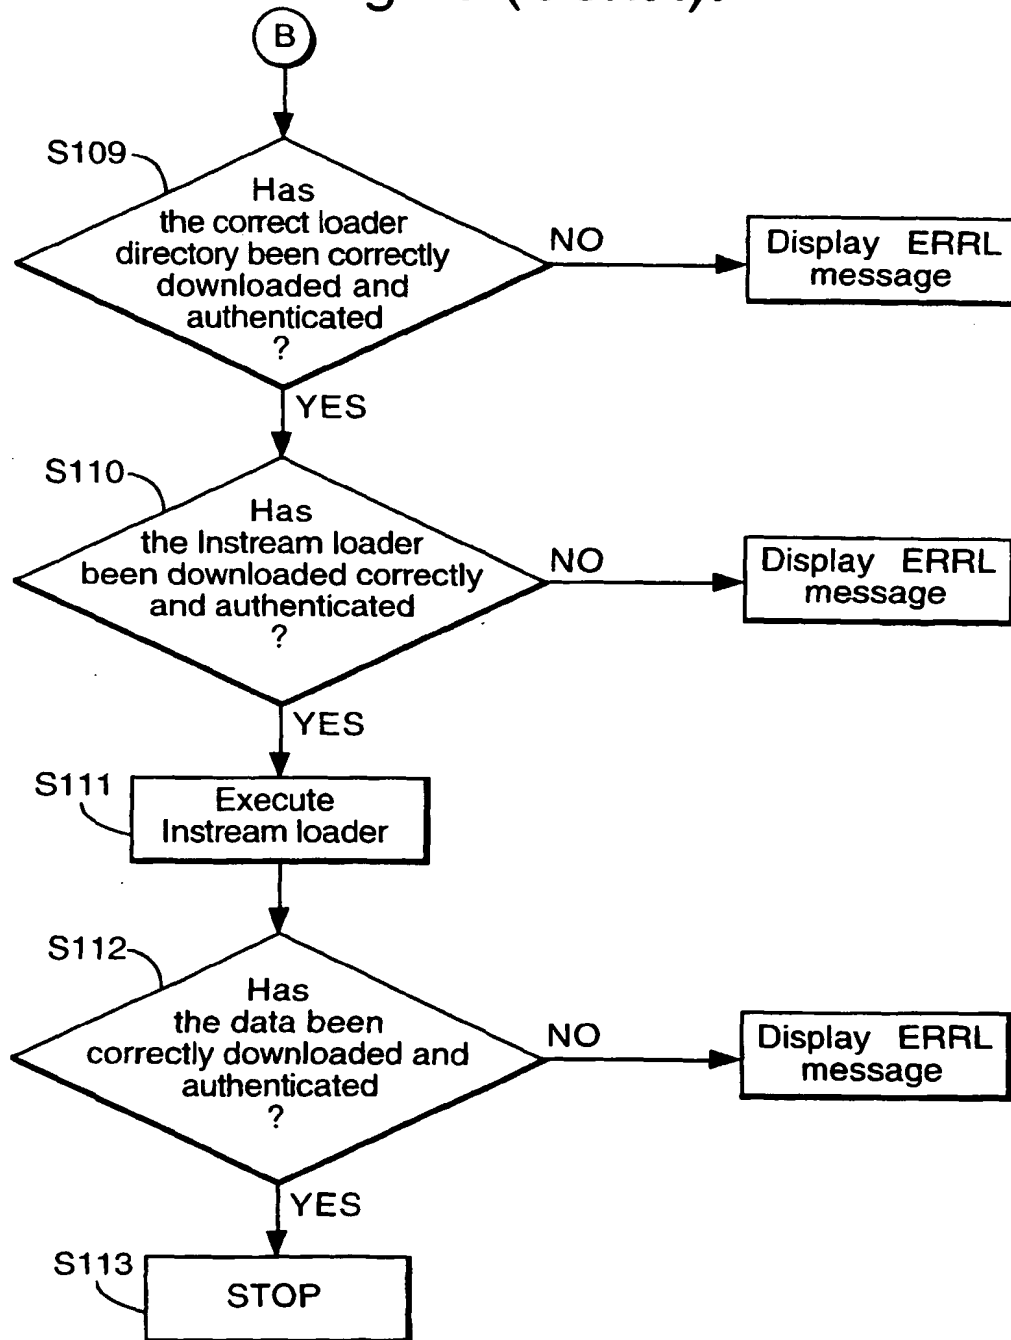 B
S109
Has
the correct loader
directory been correctly
downloaded and
authenticated
?
NO
Display ERRL
message
YES
S110
Has
the Instream loader
been downloaded correctly
and authenticated
?
NO
Display ERRL
message
YES
S111
Execute
Instream loader
S112
Has
the data been
correctly downloaded and
authenticated
?
NO
Display ERRL
message
YES
S113
STOP